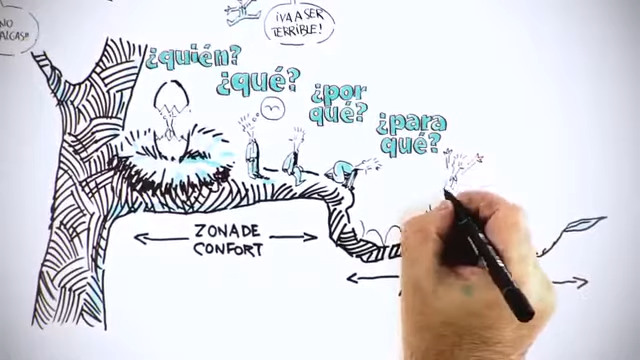 ¡VA A SER
TERRIBLE!
¿quién?
¿qué?
¿por
qué?
¿para
qué?
ZONA DE
CONFORT